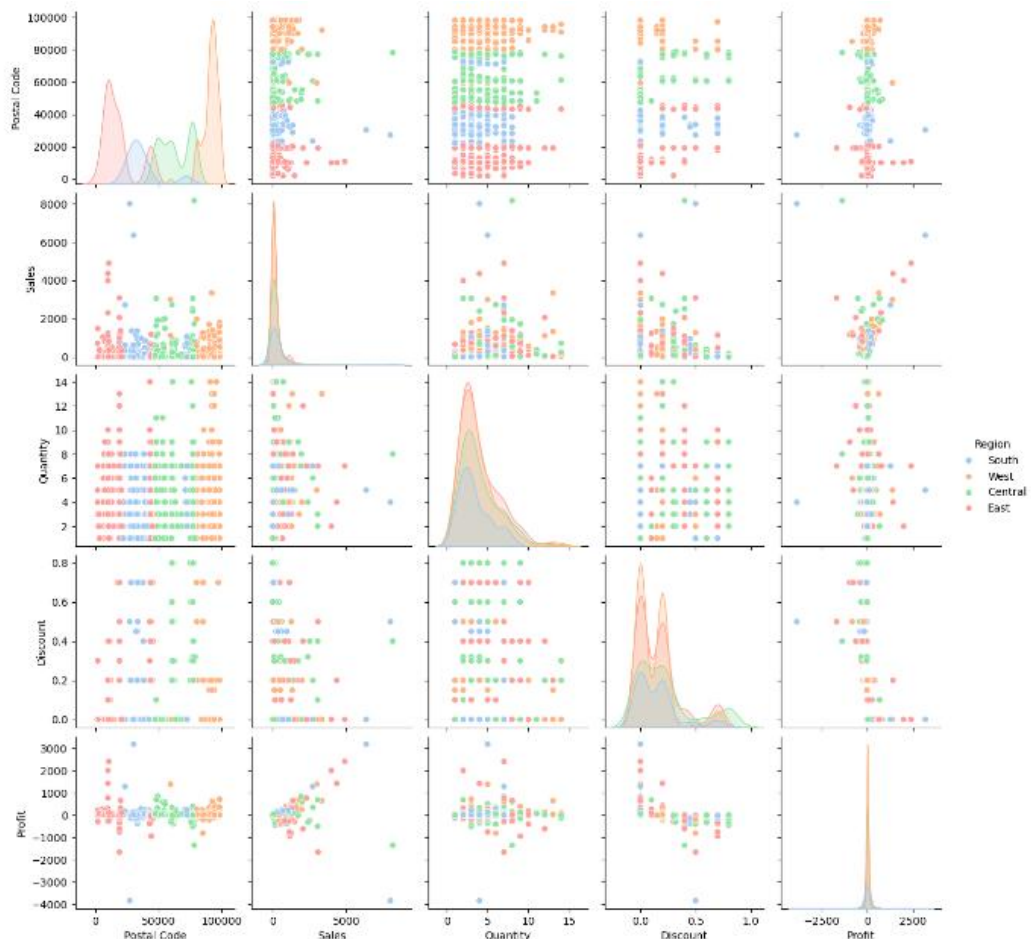 Postal Code
100000
80000
60000
40000
20000
0
Sales
8000
6000
4000
2000
0
Quantity
14
12
10
8
6
4
2
Discount
0.8
0.6
0.4
0.2
0.0
Profit
3000
2000
1000
0
−1000
−2000
−3000
−4000
0 50000 100000
Postal Code
0 5000
Sales
0 5 10 15
Quantity
0.0 0.5 1.0
Discount
−2500 0 2500
Profit
Region
South
West
Central
East